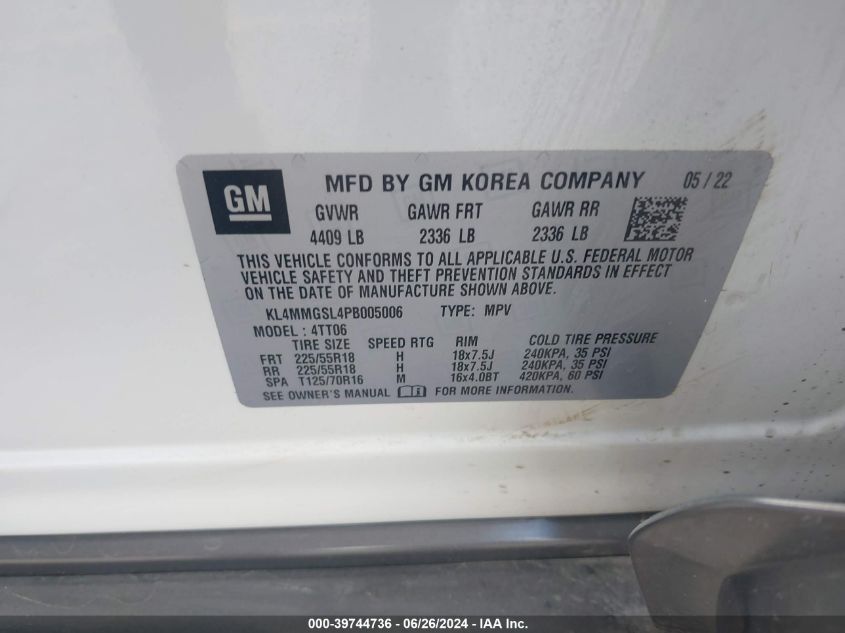 GM MFD BY GM KOREA COMPANY 05 / 22
GVWR GAWR FRT GAWR RR
4409 LB 2336 LB 2336 LB
THIS VEHICLE CONFORMS TO ALL APPLICABLE U.S. FEDERAL MOTOR
VEHICLE SAFETY AND THEFT PREVENTION STANDARDS IN EFFECT
ON THE DATE OF MANUFACTURE SHOWN ABOVE.
KL4MMGSL4PB005006 TYPE: MPV
MODEL : 4TT06
TIRE SIZE SPEED RTG RIM COLD TIRE PRESSURE
FRT 225/55R18 H 18x7.5J 240KPA, 35 PSI
RR 225/55R18 H 18x7.5J 240KPA, 35 PSI
SPA T125/70R16 M 16x4.0BT 420KPA, 60 PSI
SEE OWNER'S MANUAL FOR MORE INFORMATION.
000-39744736 - 06/26/2024 - IAA Inc.